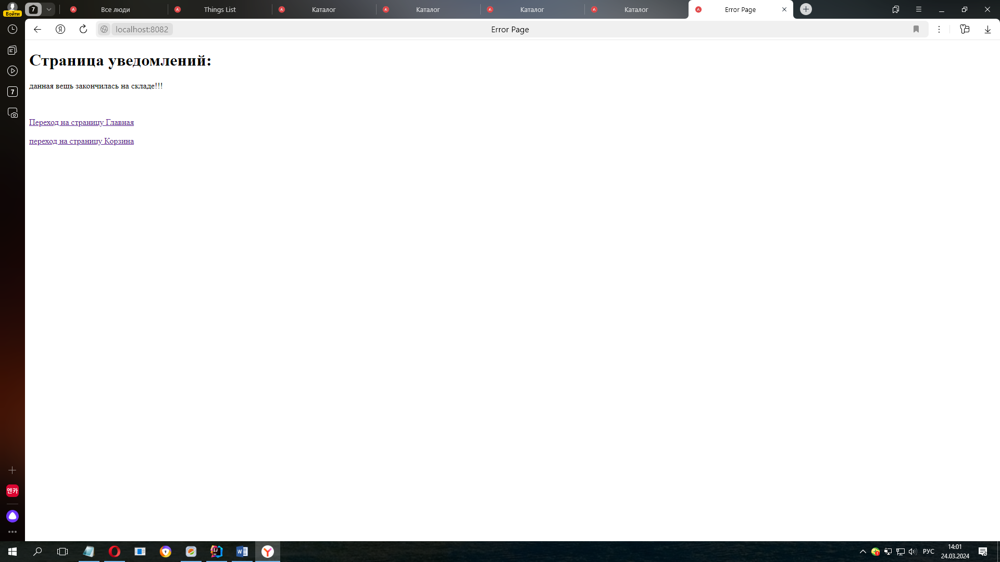 7 Все люди Things List Каталог Каталог Каталог Каталог Error Page
Войти
localhost:8082 Error Page
Страница уведомлений:
данная вешь закончилась на складе!!!
7
Переход на страницу Главная
переход на страницу Корзина
엔카
РУС 14:01
24.03.2024